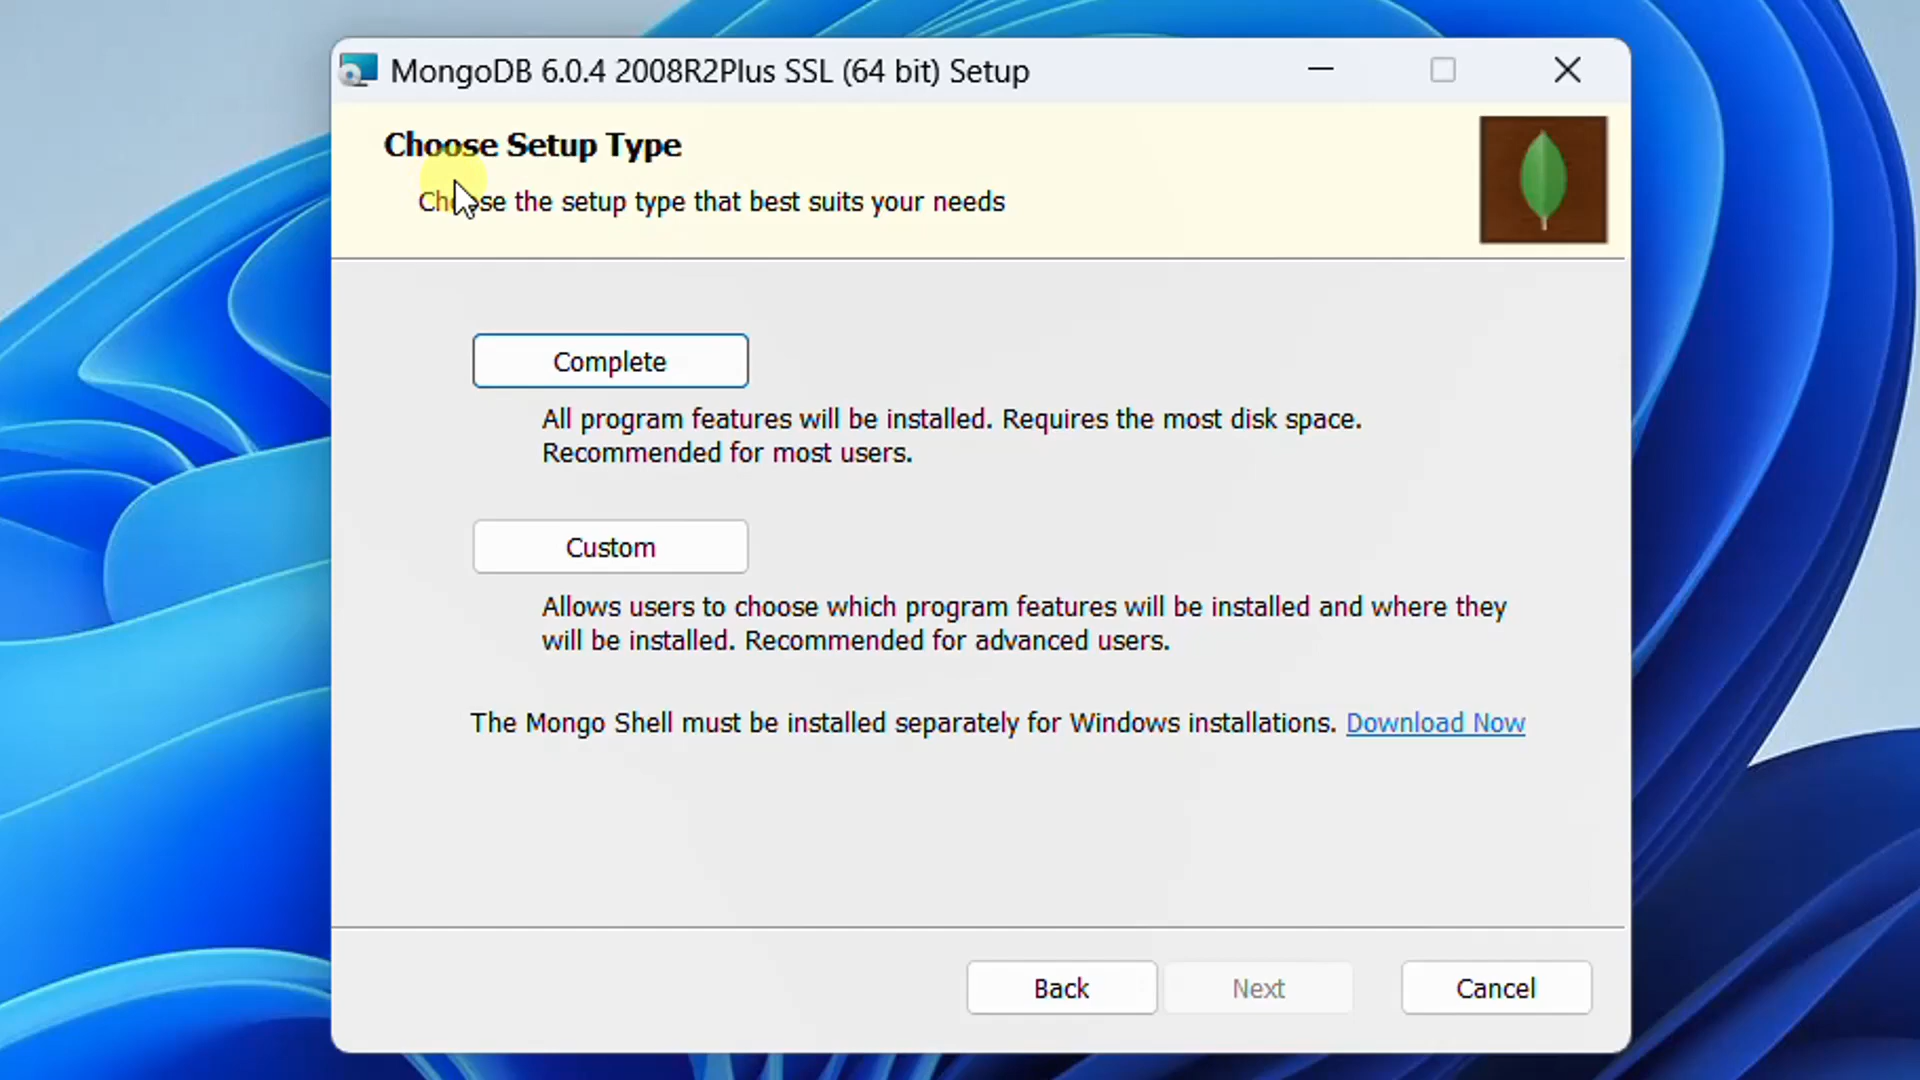 MongoDB 6.0.4 2008R2Plus SSL (64 bit) Setup
Choose Setup Type
Choose the setup type that best suits your needs
Complete
All program features will be installed. Requires the most disk space.
Recommended for most users.
Custom
Allows users to choose which program features will be installed and where they
will be installed. Recommended for advanced users.
The Mongo Shell must be installed separately for Windows installations. Download Now
Back Next Cancel